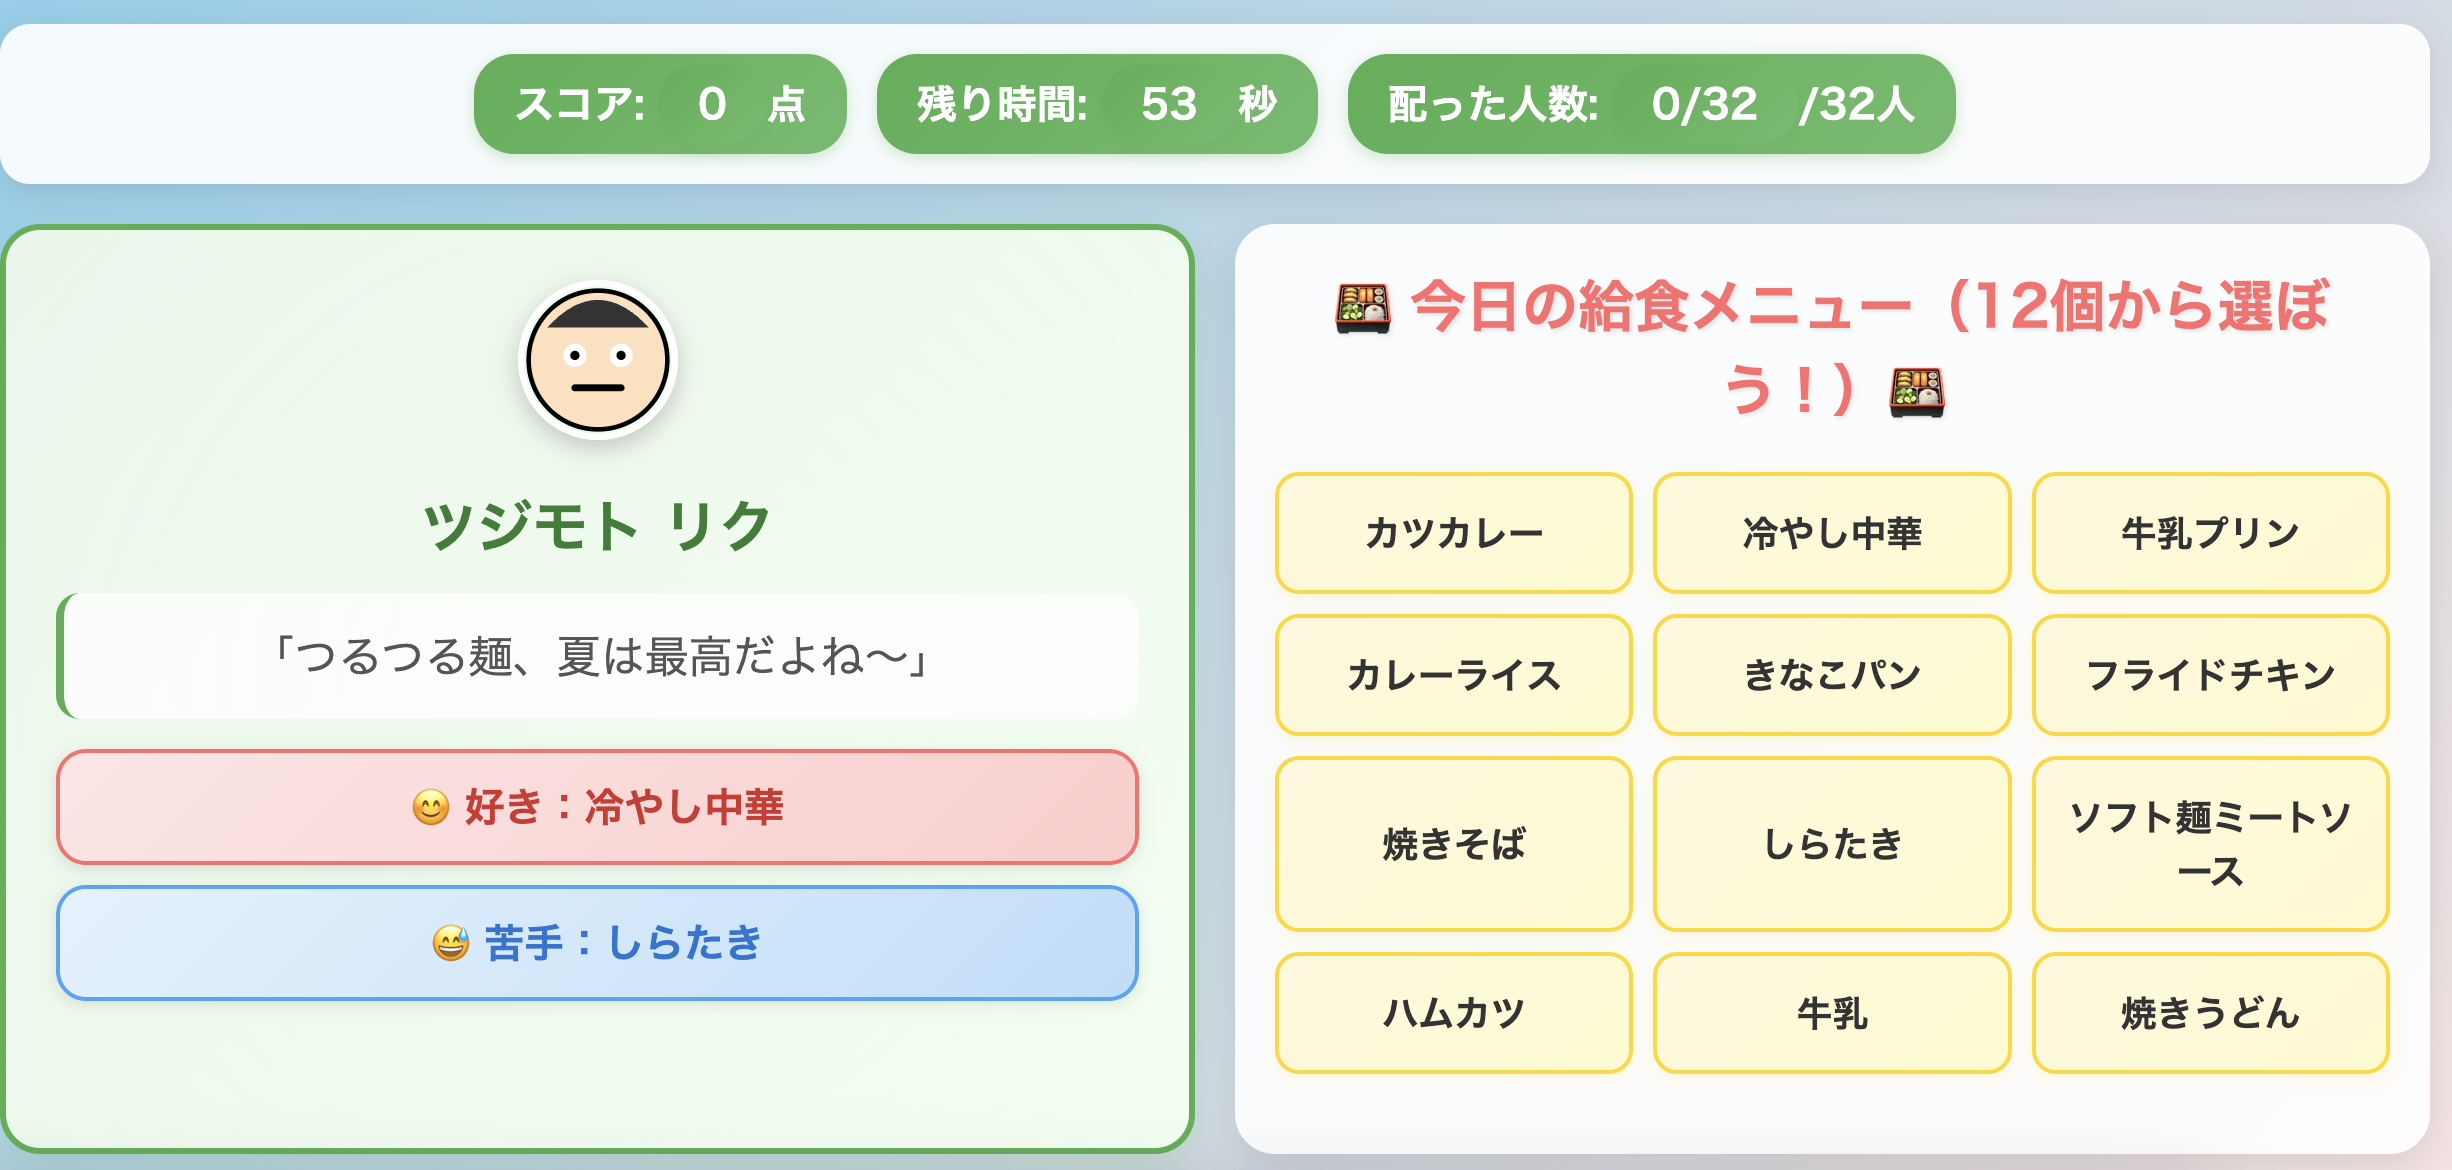 スコア: 0 点
残り時間: 53 秒
配った人数: 0/32 /32人
ツジモト リク
「つるつる麺、夏は最高だよね〜」
😊 好き：冷やし中華
😅 苦手：しらたき
🍱 今日の給食メニュー（12個から選ぼ
う！）🍱
カツカレー
冷やし中華
牛乳プリン
カレーライス
きなこパン
フライドチキン
焼きそば
しらたき
ソフト麺ミートソ
ース
ハムカツ
牛乳
焼きうどん